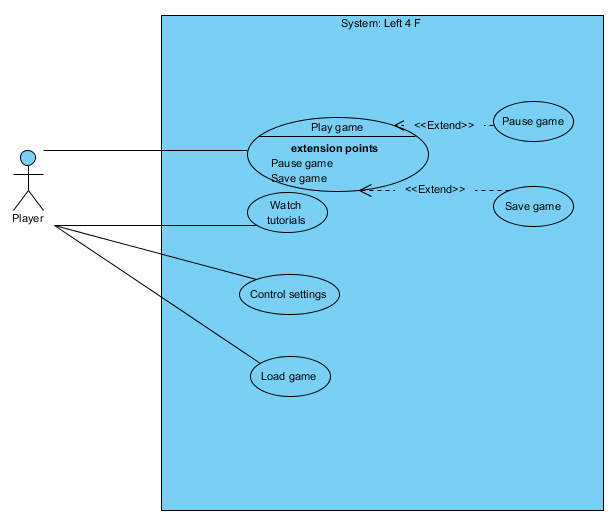 System: Left 4 F
Play game
<<Extend>>
Pause game
extension points
Pause game
Save game
<<Extend>>
Save game
Player
Watch
tutorials
Control settings
Load game